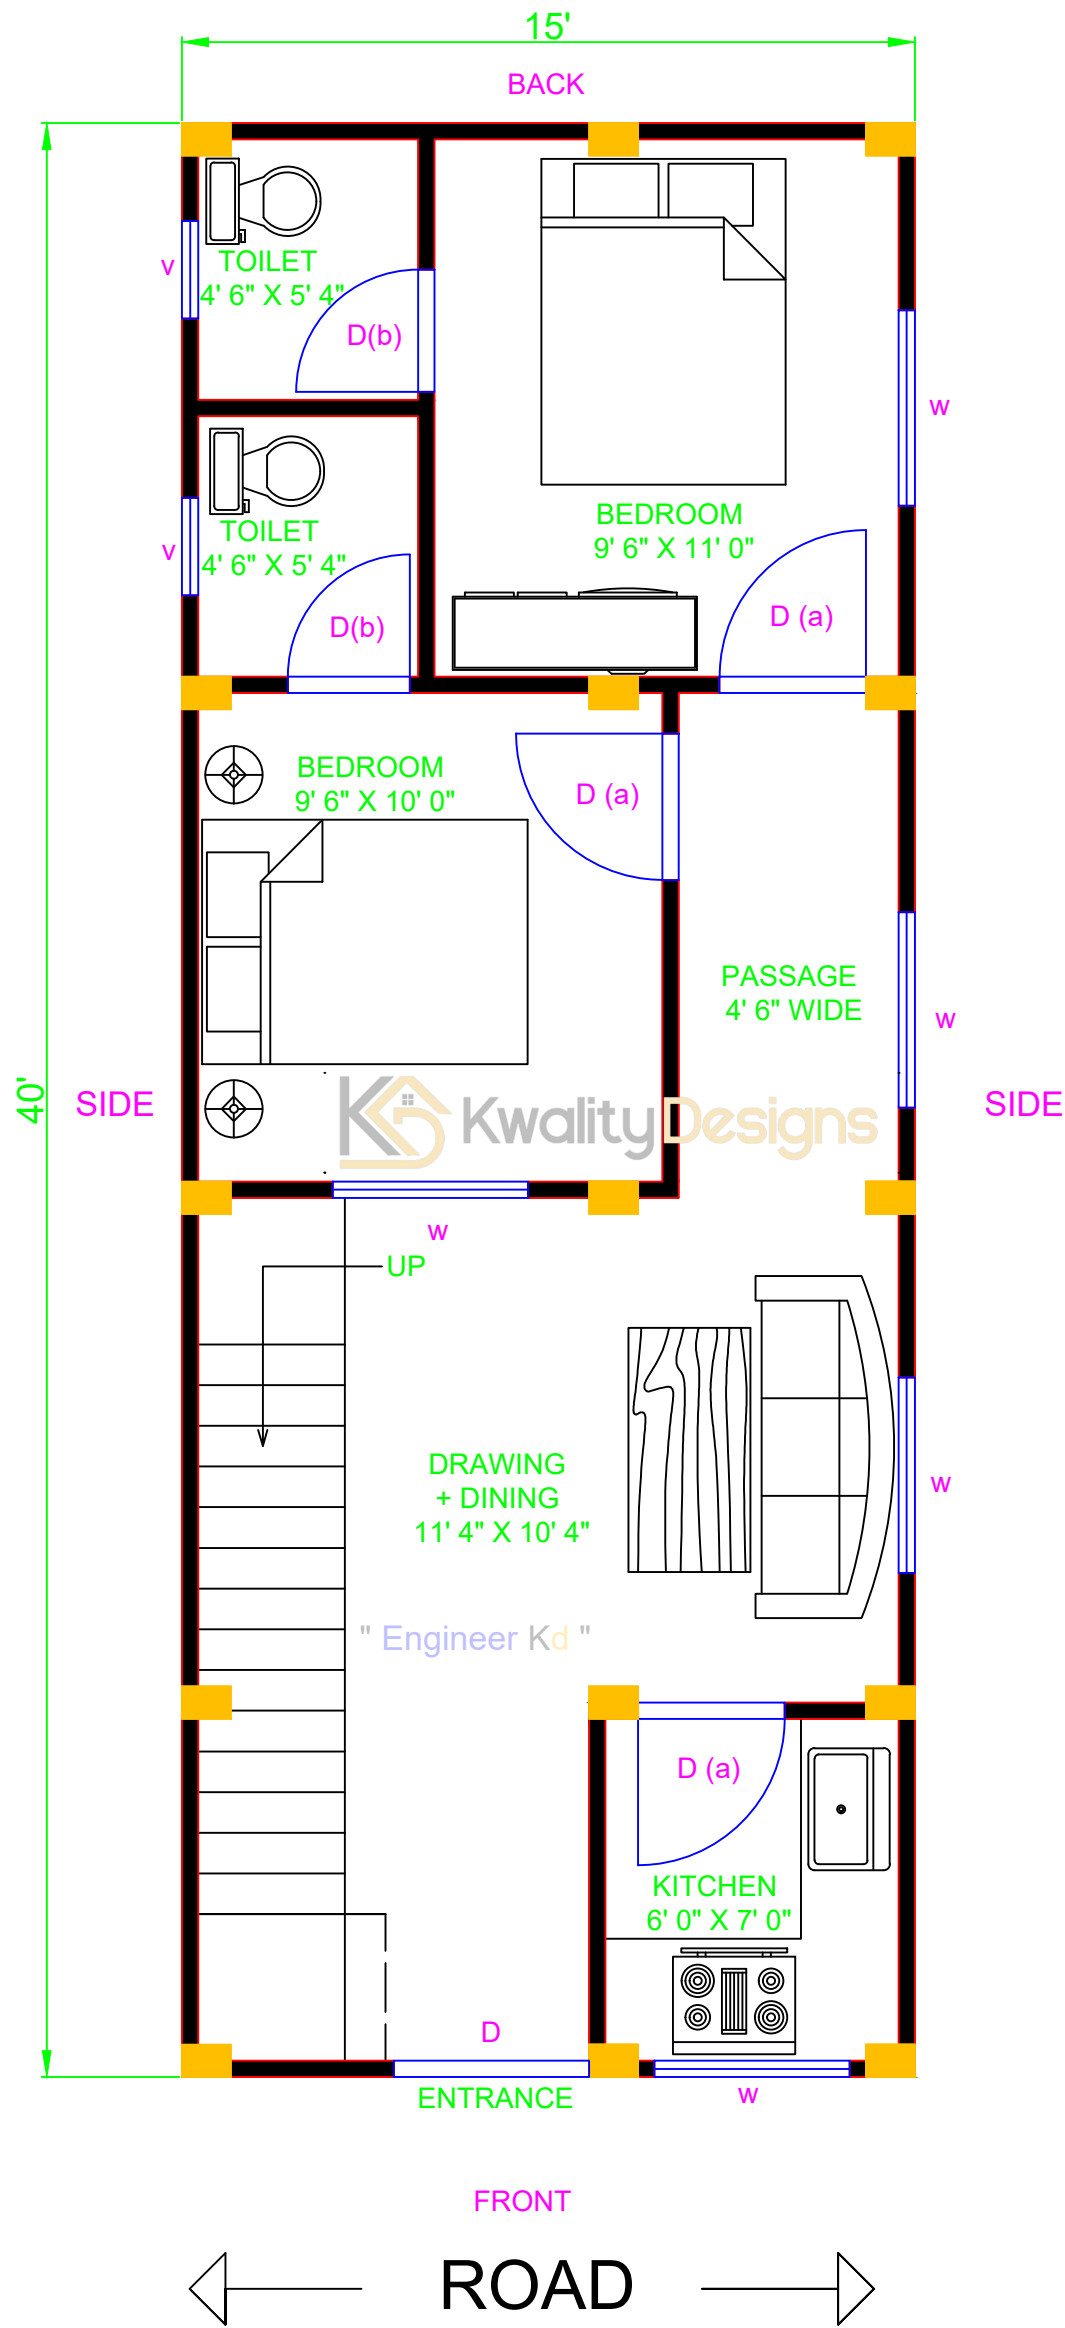 15'
BACK
TOILET
4' 6" X 5' 4"
v
D(b)
w
TOILET
4' 6" X 5' 4"
v
D(b)
BEDROOM
9' 6" X 11' 0"
D (a)
BEDROOM
9' 6" X 10' 0"
D (a)
PASSAGE
4' 6" WIDE
w
40'
SIDE
SIDE
KwalityDesigns
w
UP
DRAWING
+ DINING
11' 4" X 10' 4"
w
" Engineer Kd "
D (a)
KITCHEN
6' 0" X 7' 0"
D
ENTRANCE
w
FRONT
ROAD